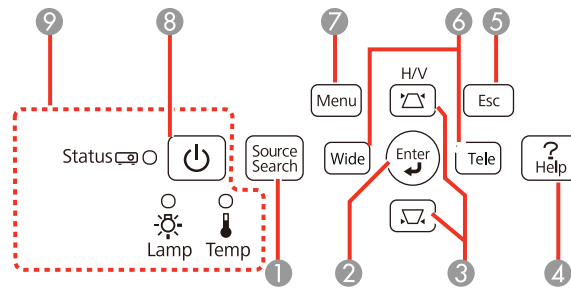 9
8
7
6
5
H/V
Menu
Esc
Status
Source
Search
Wide
Enter
Tele
?
Help
Lamp
Temp
1
2
3
4